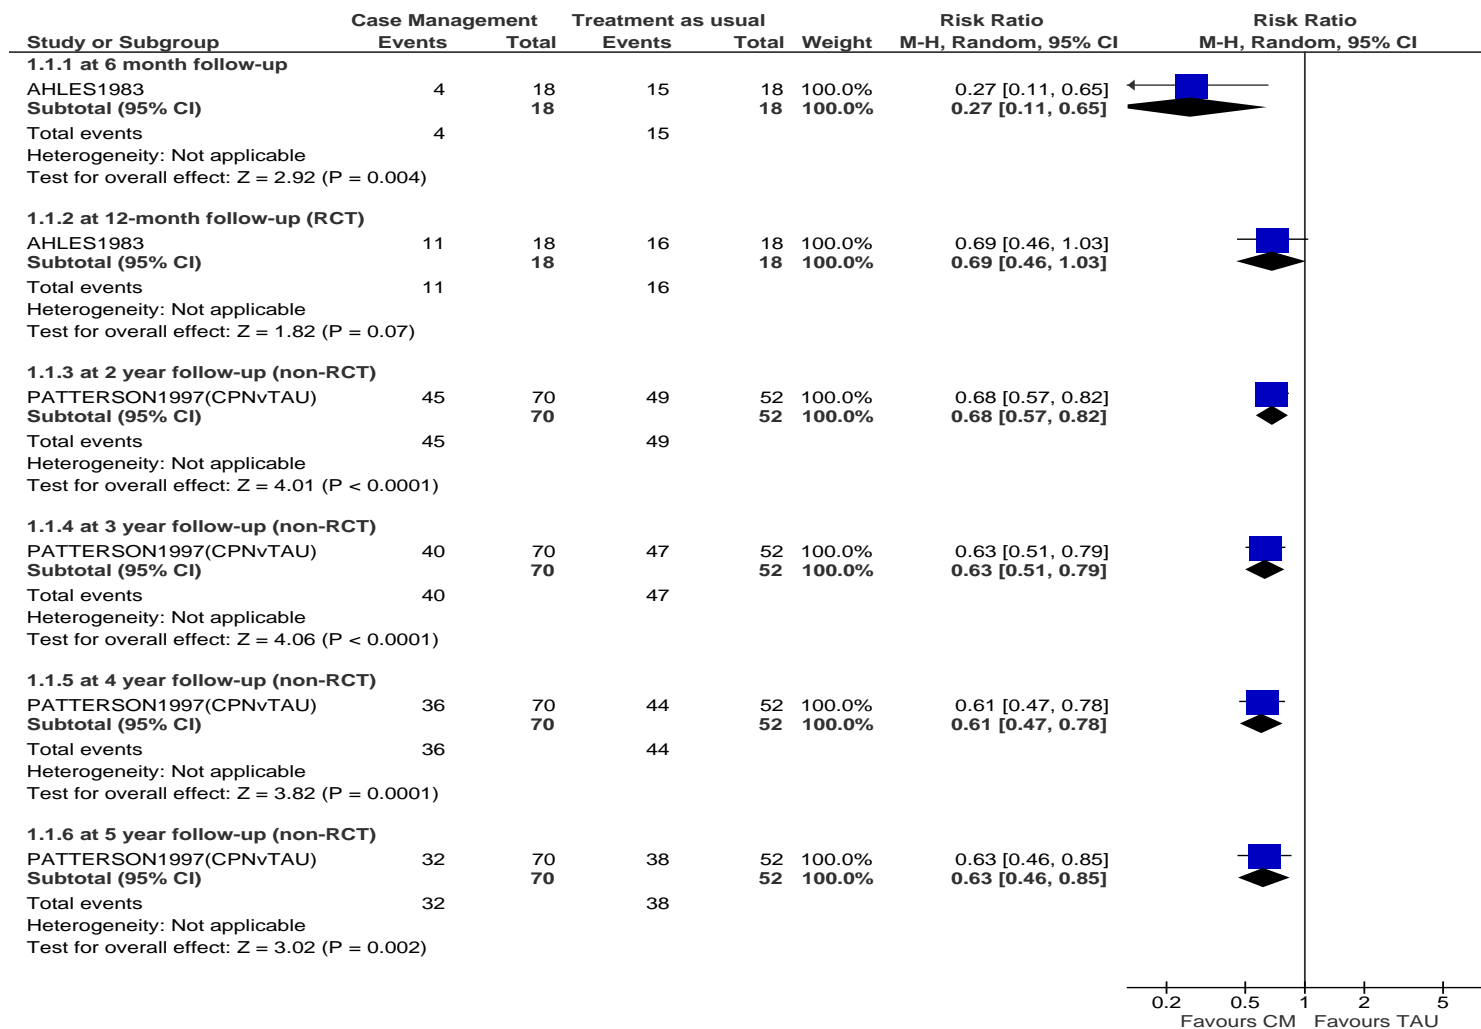 Case Management Treatment as usual Risk Ratio Risk Ratio
Study or Subgroup Events Total Events Total Weight M-H, Random, 95% CI M-H, Random, 95% CI
1.1.1 at 6 month follow-up
AHLES1983 4 18 15 18 100.0% 0.27 [0.11, 0.65]
Subtotal (95% CI) 18 18 100.0% 0.27 [0.11, 0.65]
Total events 4 15
Heterogeneity: Not applicable
Test for overall effect: Z = 2.92 (P = 0.004)
1.1.2 at 12-month follow-up (RCT)
AHLES1983 11 18 16 18 100.0% 0.69 [0.46, 1.03]
Subtotal (95% CI) 18 18 100.0% 0.69 [0.46, 1.03]
Total events 11 16
Heterogeneity: Not applicable
Test for overall effect: Z = 1.82 (P = 0.07)
1.1.3 at 2 year follow-up (non-RCT)
PATTERSON1997(CPNvTAU) 45 70 49 52 100.0% 0.68 [0.57, 0.82]
Subtotal (95% CI) 70 52 100.0% 0.68 [0.57, 0.82]
Total events 45 49
Heterogeneity: Not applicable
Test for overall effect: Z = 4.01 (P < 0.0001)
1.1.4 at 3 year follow-up (non-RCT)
PATTERSON1997(CPNvTAU) 40 70 47 52 100.0% 0.63 [0.51, 0.79]
Subtotal (95% CI) 70 52 100.0% 0.63 [0.51, 0.79]
Total events 40 47
Heterogeneity: Not applicable
Test for overall effect: Z = 4.06 (P < 0.0001)
1.1.5 at 4 year follow-up (non-RCT)
PATTERSON1997(CPNvTAU) 36 70 44 52 100.0% 0.61 [0.47, 0.78]
Subtotal (95% CI) 70 52 100.0% 0.61 [0.47, 0.78]
Total events 36 44
Heterogeneity: Not applicable
Test for overall effect: Z = 3.82 (P = 0.0001)
1.1.6 at 5 year follow-up (non-RCT)
PATTERSON1997(CPNvTAU) 32 70 38 52 100.0% 0.63 [0.46, 0.85]
Subtotal (95% CI) 70 52 100.0% 0.63 [0.46, 0.85]
Total events 32 38
Heterogeneity: Not applicable
Test for overall effect: Z = 3.02 (P = 0.002)
0.2 0.5 1 2 5
Favours CM Favours TAU